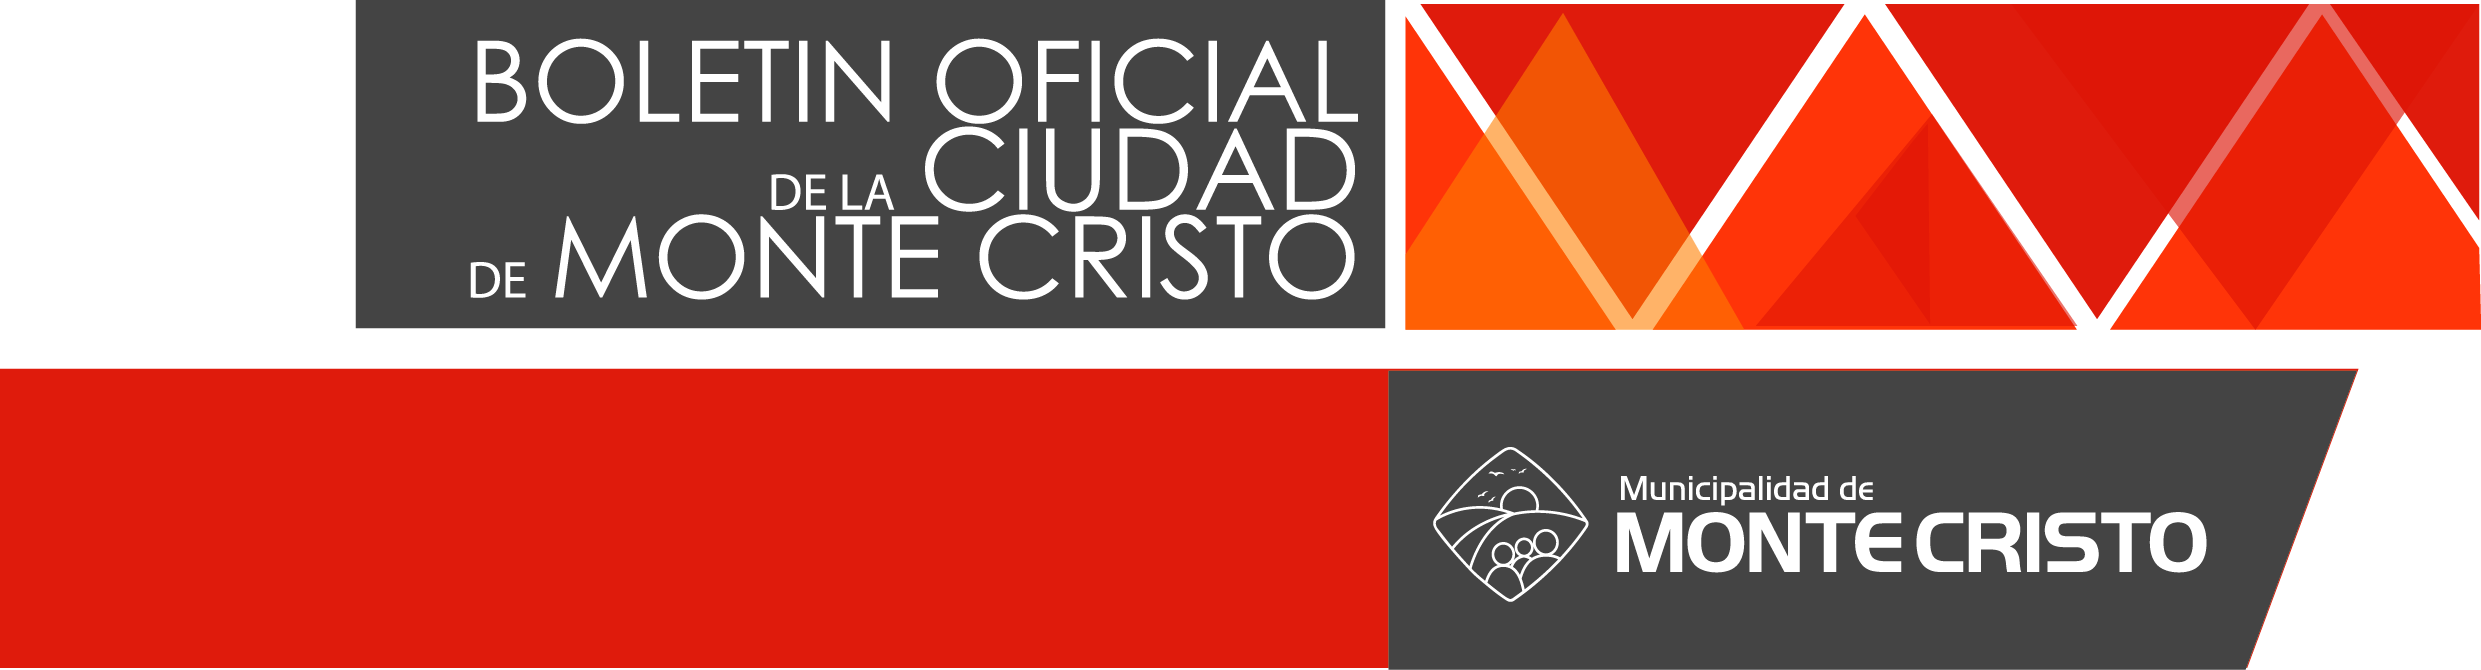 BOLETIN OFICIAL
DE LA CIUDAD
DE MONTE CRISTO
Municipalidad de
MONTE CRISTO